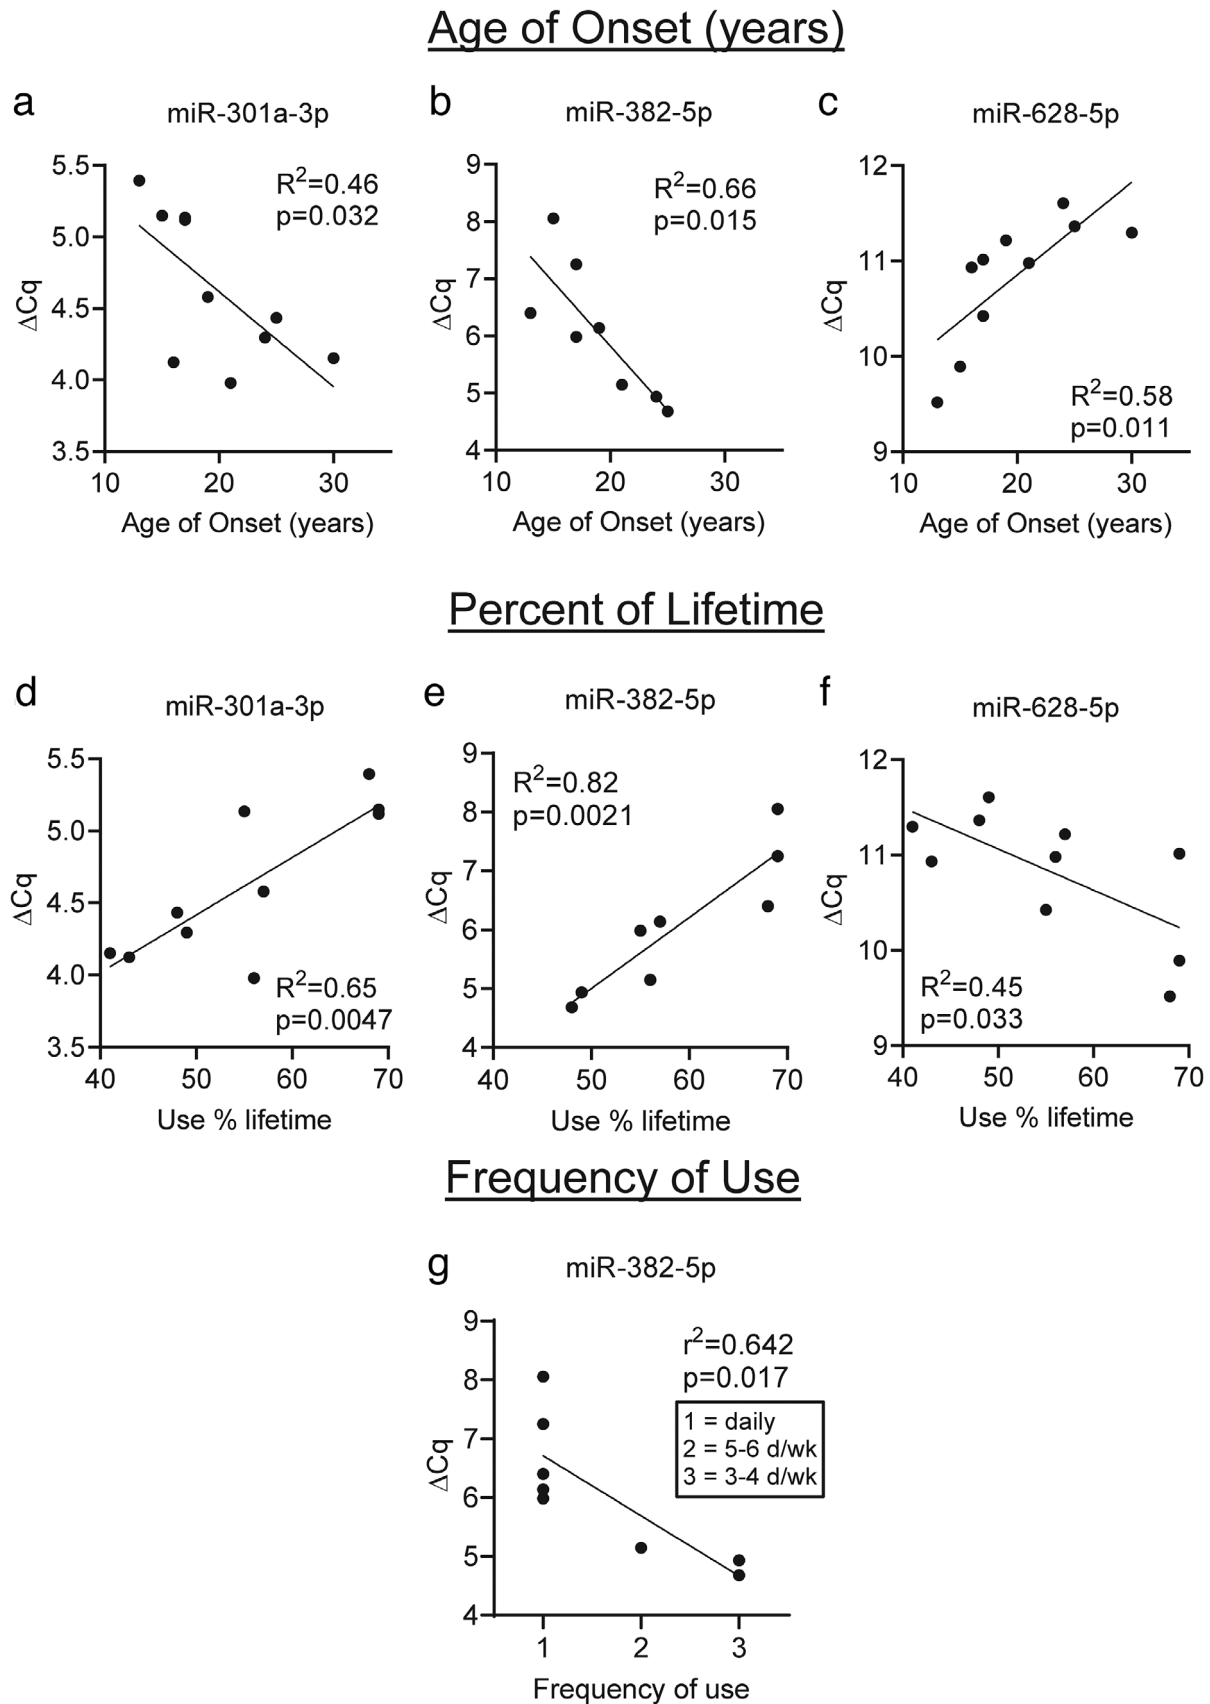 Age of Onset (years)
a
miR-301a-3p
5.5
5.0
4.5
4.0
3.5
ΔCq
R²=0.46
p=0.032
10 20 30
Age of Onset (years)
b
miR-382-5p
9
8
7
6
5
4
ΔCq
R²=0.66
p=0.015
10 20 30
Age of Onset (years)
c
miR-628-5p
12
11
10
9
ΔCq
R²=0.58
p=0.011
10 20 30
Age of Onset (years)
Percent of Lifetime
d
miR-301a-3p
5.5
5.0
4.5
4.0
3.5
ΔCq
R²=0.65
p=0.0047
40 50 60 70
Use % lifetime
e
miR-382-5p
9
8
7
6
5
4
ΔCq
R²=0.82
p=0.0021
40 50 60 70
Use % lifetime
f
miR-628-5p
12
11
10
9
ΔCq
R²=0.45
p=0.033
40 50 60 70
Use % lifetime
Frequency of Use
g
miR-382-5p
9
8
7
6
5
4
ΔCq
r²=0.642
p=0.017
1 = daily
2 = 5-6 d/wk
3 = 3-4 d/wk
1 2 3
Frequency of use